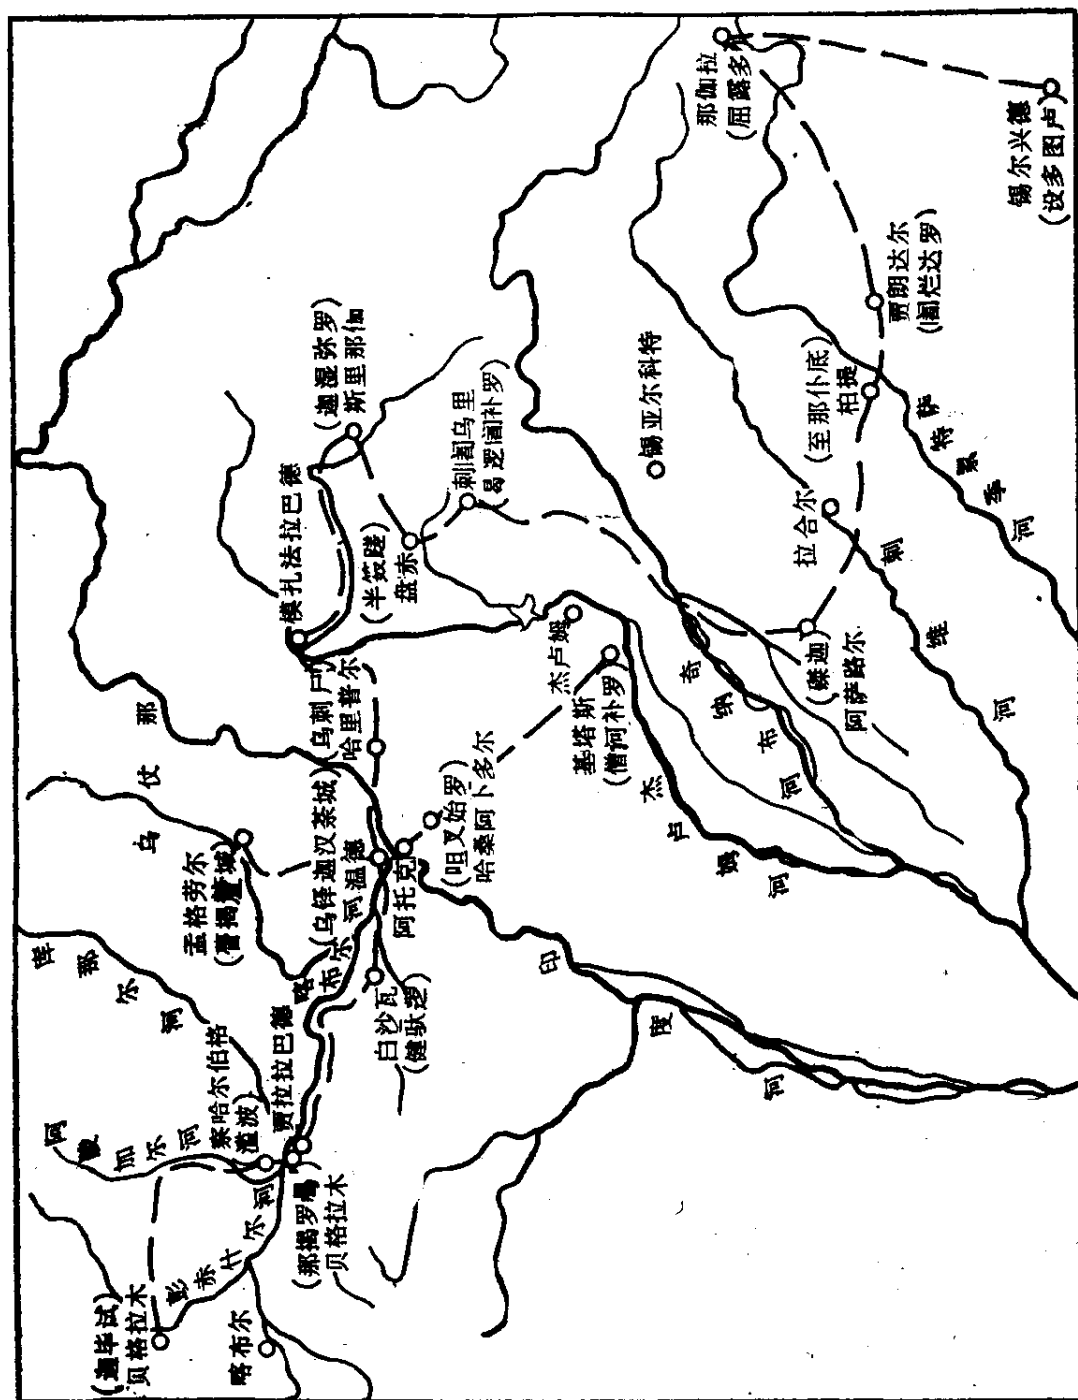 (迦毕试)
贝格拉木
喀布尔
彭赤什尔河
阿
加尔河
察哈尔伯格
滥波
(那揭罗曷)
贝格拉木
贾拉拉巴德
库那尔河
喀布尔河
白沙瓦
(健驮逻)
孟格劳尔
(瞢揭釐城)
乌仗那
(乌铎迦汉荼城)
河温德
阿托克
(呾叉始罗)
哈桑阿卜多尔
(乌剌尸)
哈里普尔
模扎法拉巴德
(迦湿弥罗)
斯里那伽
(半笯蹉)
盘赤
剌阇乌里
(曷逻阇补罗)
杰卢姆
基塔斯
(僧诃补罗)
杰卢姆河
印度河
奇纳布河
锡亚尔科特
(磔迦)
阿萨路尔
拉合尔
剌维河
(至那仆底)
柏提
萨特累季河
贾朗达尔
(阇烂达罗)
那伽拉
(屈露多)
锡尔兴德
(设多图卢)